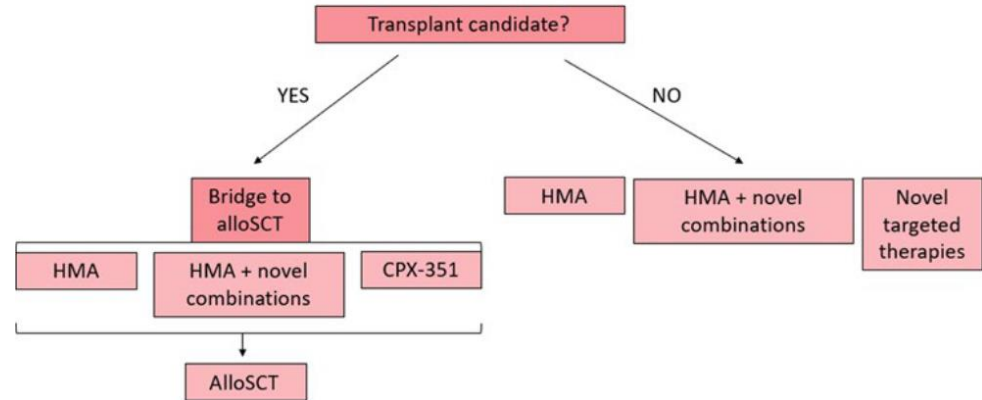 Transplant candidate?
YES
NO
Bridge to
alloSCT
HMA
HMA + novel
combinations
CPX-351
AlloSCT
HMA
HMA + novel
combinations
Novel
targeted
therapies